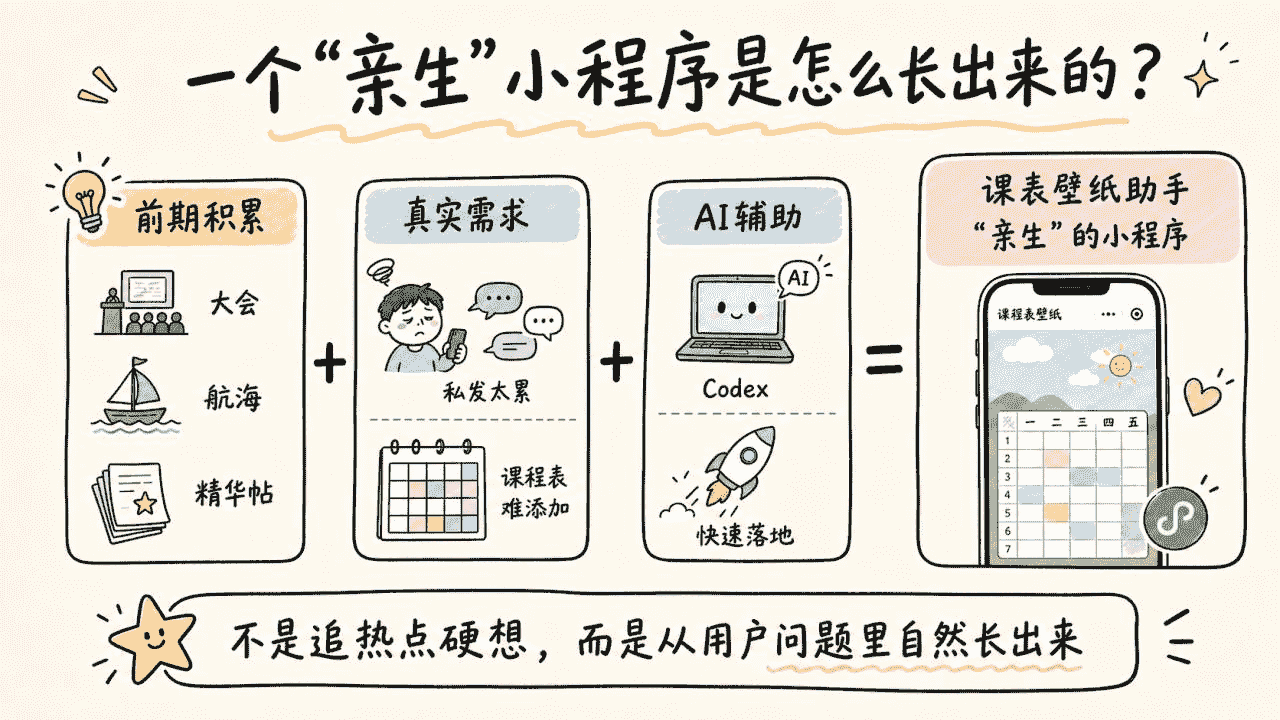 一个“亲生”小程序是怎么长出来的？
前期积累
大会
航海
精华帖
+
真实需求
私发太累
课程表
难添加
+
AI辅助
AI
Codex
快速落地
=
课表壁纸助手
“亲生”的小程序
课程表壁纸
一 二 三 四 五
1
2
3
4
5
6
7
不是追热点硬想，而是从用户问题里自然长出来